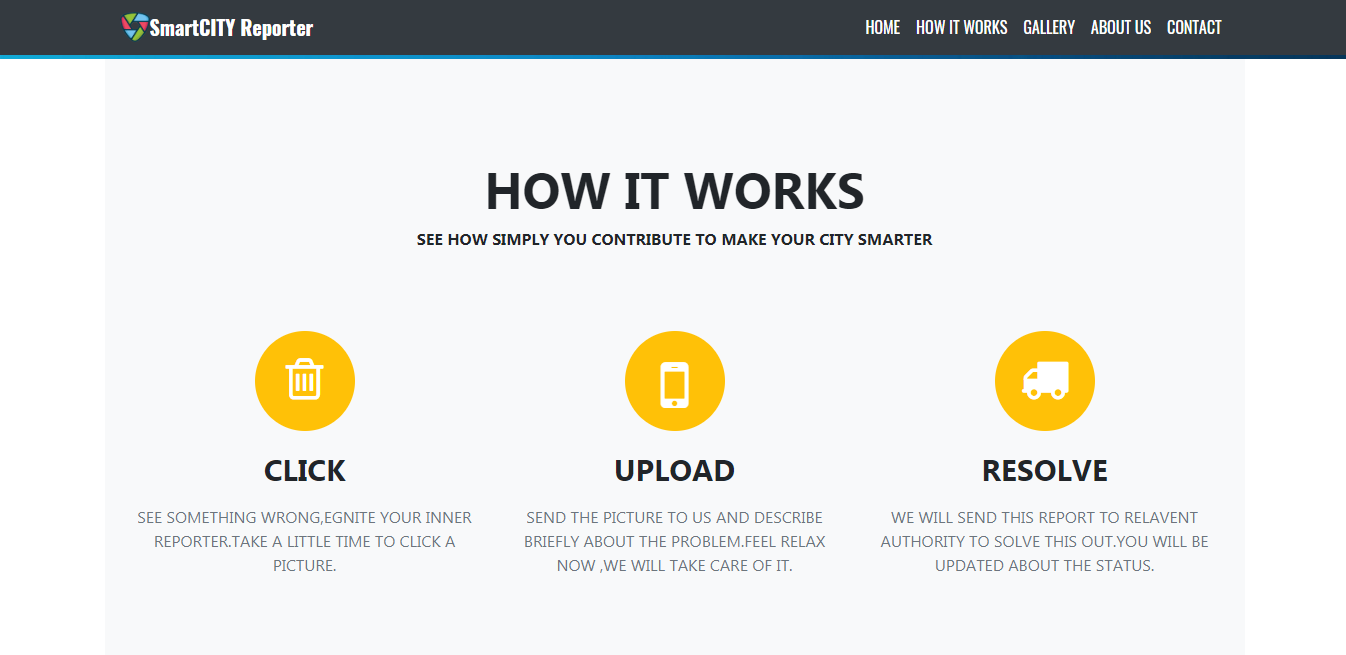 SmartCITY Reporter
HOME HOW IT WORKS GALLERY ABOUT US CONTACT
HOW IT WORKS
SEE HOW SIMPLY YOU CONTRIBUTE TO MAKE YOUR CITY SMARTER
CLICK
SEE SOMETHING WRONG,EGNITE YOUR INNER
REPORTER.TAKE A LITTLE TIME TO CLICK A
PICTURE.
UPLOAD
SEND THE PICTURE TO US AND DESCRIBE
BRIEFLY ABOUT THE PROBLEM.FEEL RELAX
NOW ,WE WILL TAKE CARE OF IT.
RESOLVE
WE WILL SEND THIS REPORT TO RELAVENT
AUTHORITY TO SOLVE THIS OUT.YOU WILL BE
UPDATED ABOUT THE STATUS.